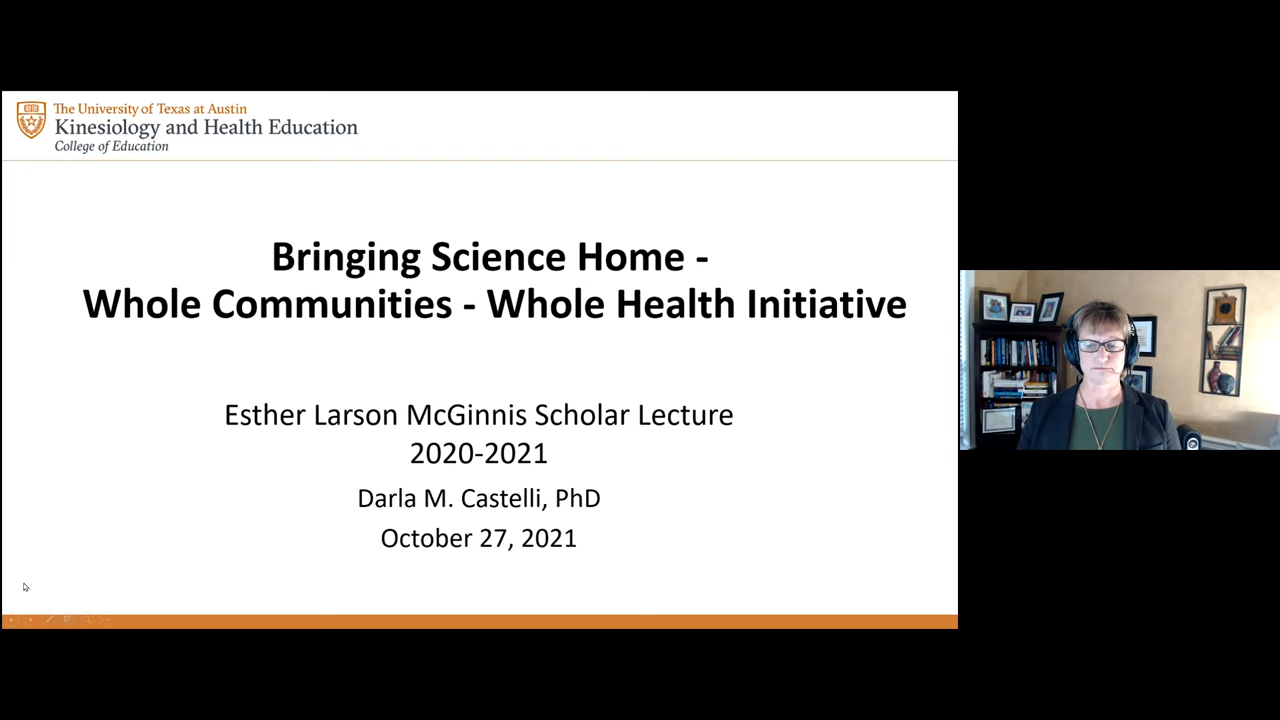 The University of Texas at Austin
Kinesiology and Health Education
College of Education
Bringing Science Home -
Whole Communities - Whole Health Initiative
Esther Larson McGinnis Scholar Lecture
2020-2021
Darla M. Castelli, PhD
October 27, 2021